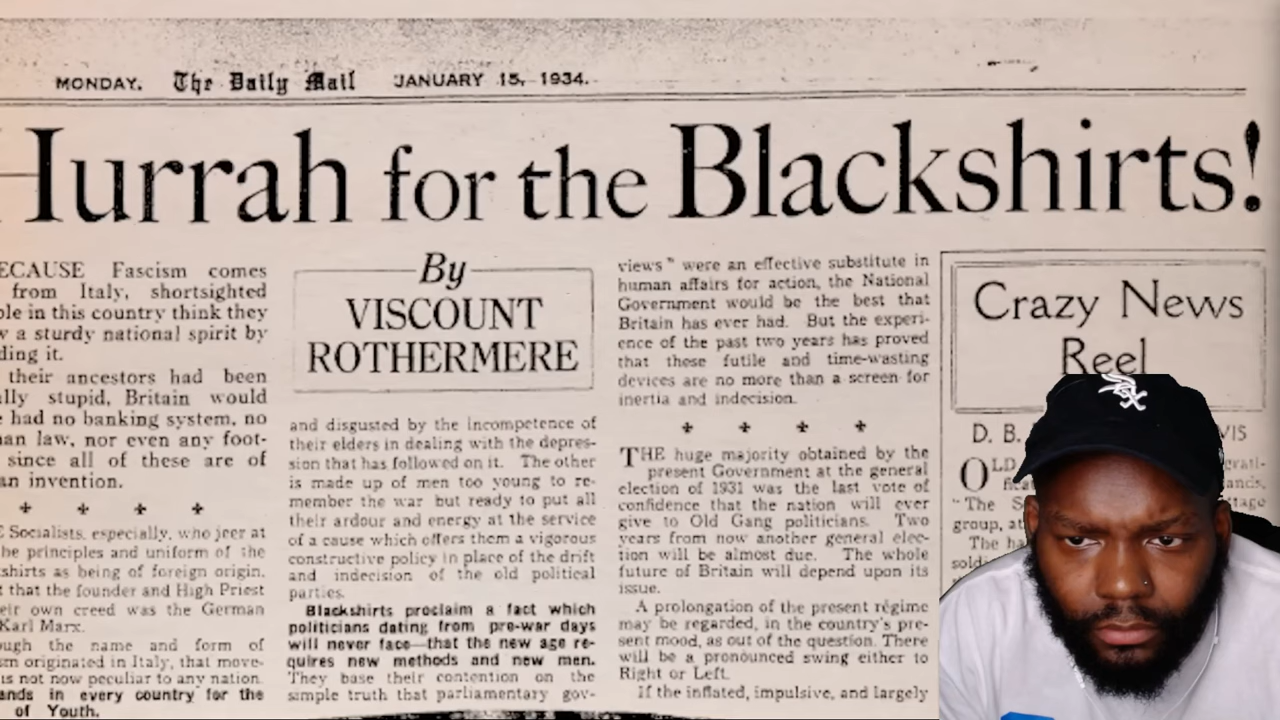 MONDAY. The Daily Mail JANUARY 15, 1934.
Hurrah for the Blackshirts!
ECAUSE Fascism comes
from Italy, shortsighted
ple in this country think they
w a sturdy national spirit by
ding it.
their ancestors had been
ally stupid, Britain would
e had no banking system, no
an law, nor even any foot-
since all of these are of
an invention.
E Socialists, especially, who jeer at
he principles and uniform of the
kshirts as being of foreign origin,
t that the founder and High Priest
eir own creed was the German
Karl Marx.
ough the name and form of
sm originated in Italy, that move-
is not now peculiar to any nation.
ands in every country for the
of Youth.
By
VISCOUNT
ROTHERMERE
and disgusted by the incompetence of
their elders in dealing with the depres-
sion that has followed on it. The other
is made up of men too young to re-
member the war but ready to put all
their ardour and energy at the service
of a cause which offers them a vigorous
constructive policy in place of the drift
and indecision of the old political
parties.
Blackshirts proclaim a fact which
politicians dating from pre-war days
will never face—that the new age re-
quires new methods and new men.
They base their contention on the
simple truth that parliamentary gov-
views" were an effective substitute in
human affairs for action, the National
Government would be the best that
Britain has ever had. But the experi-
ence of the past two years has proved
that these futile and time-wasting
devices are no more than a screen for
inertia and indecision.
THE huge majority obtained by the
present Government at the general
election of 1931 was the last vote of
confidence that the nation will ever
give to Old Gang politicians. Two
years from now another general elec-
tion will be almost due. The whole
future of Britain will depend upon its
issue.
A prolongation of the present régime
may be regarded, in the country's pre-
sent mood, as out of the question. There
will be a pronounced swing either to
Right or Left.
If the inflated, impulsive, and largely
Crazy News
Reel
D. B.
VIS
OLD
"The S
group, at
The ha
sold